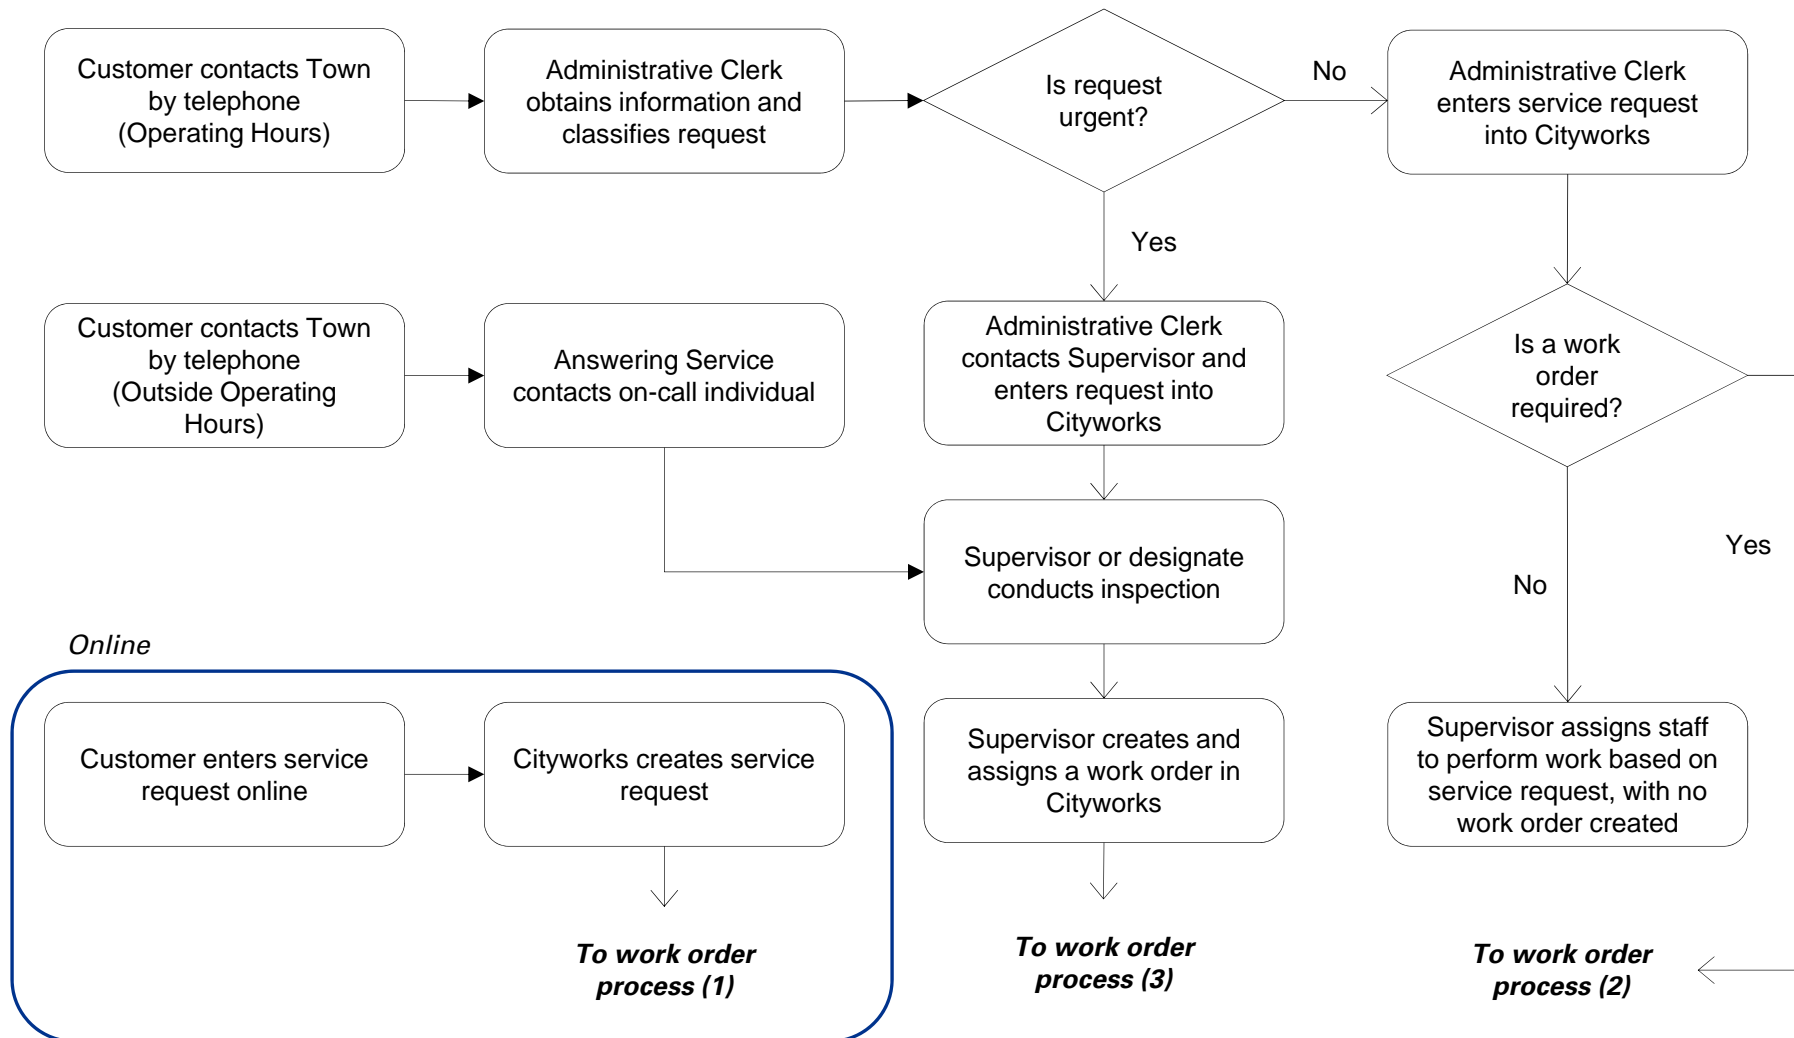 Customer contacts Town
by telephone
(Operating Hours)
Administrative Clerk
obtains information and
classifies request
Is request
urgent?
No
Administrative Clerk
enters service request
into Cityworks
Yes
Customer contacts Town
by telephone
(Outside Operating
Hours)
Answering Service
contacts on-call individual
Administrative Clerk
contacts Supervisor and
enters request into
Cityworks
Is a work
order
required?
Yes
No
Supervisor or designate
conducts inspection
Online
Customer enters service
request online
Cityworks creates service
request
Supervisor creates and
assigns a work order in
Cityworks
Supervisor assigns staff
to perform work based on
service request, with no
work order created
To work order
process (1)
To work order
process (3)
To work order
process (2)